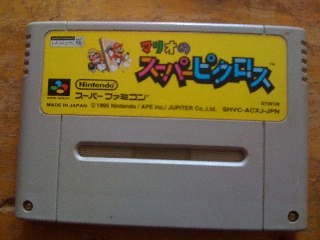 マリオの
スーパーピクロス
TM
Nintendo
スーパーファミコン
MADE IN JAPAN
© 1995 Nintendo / APE inc./ JUPITER Co.,Ltd.
SHVC-ACXJ-JPN